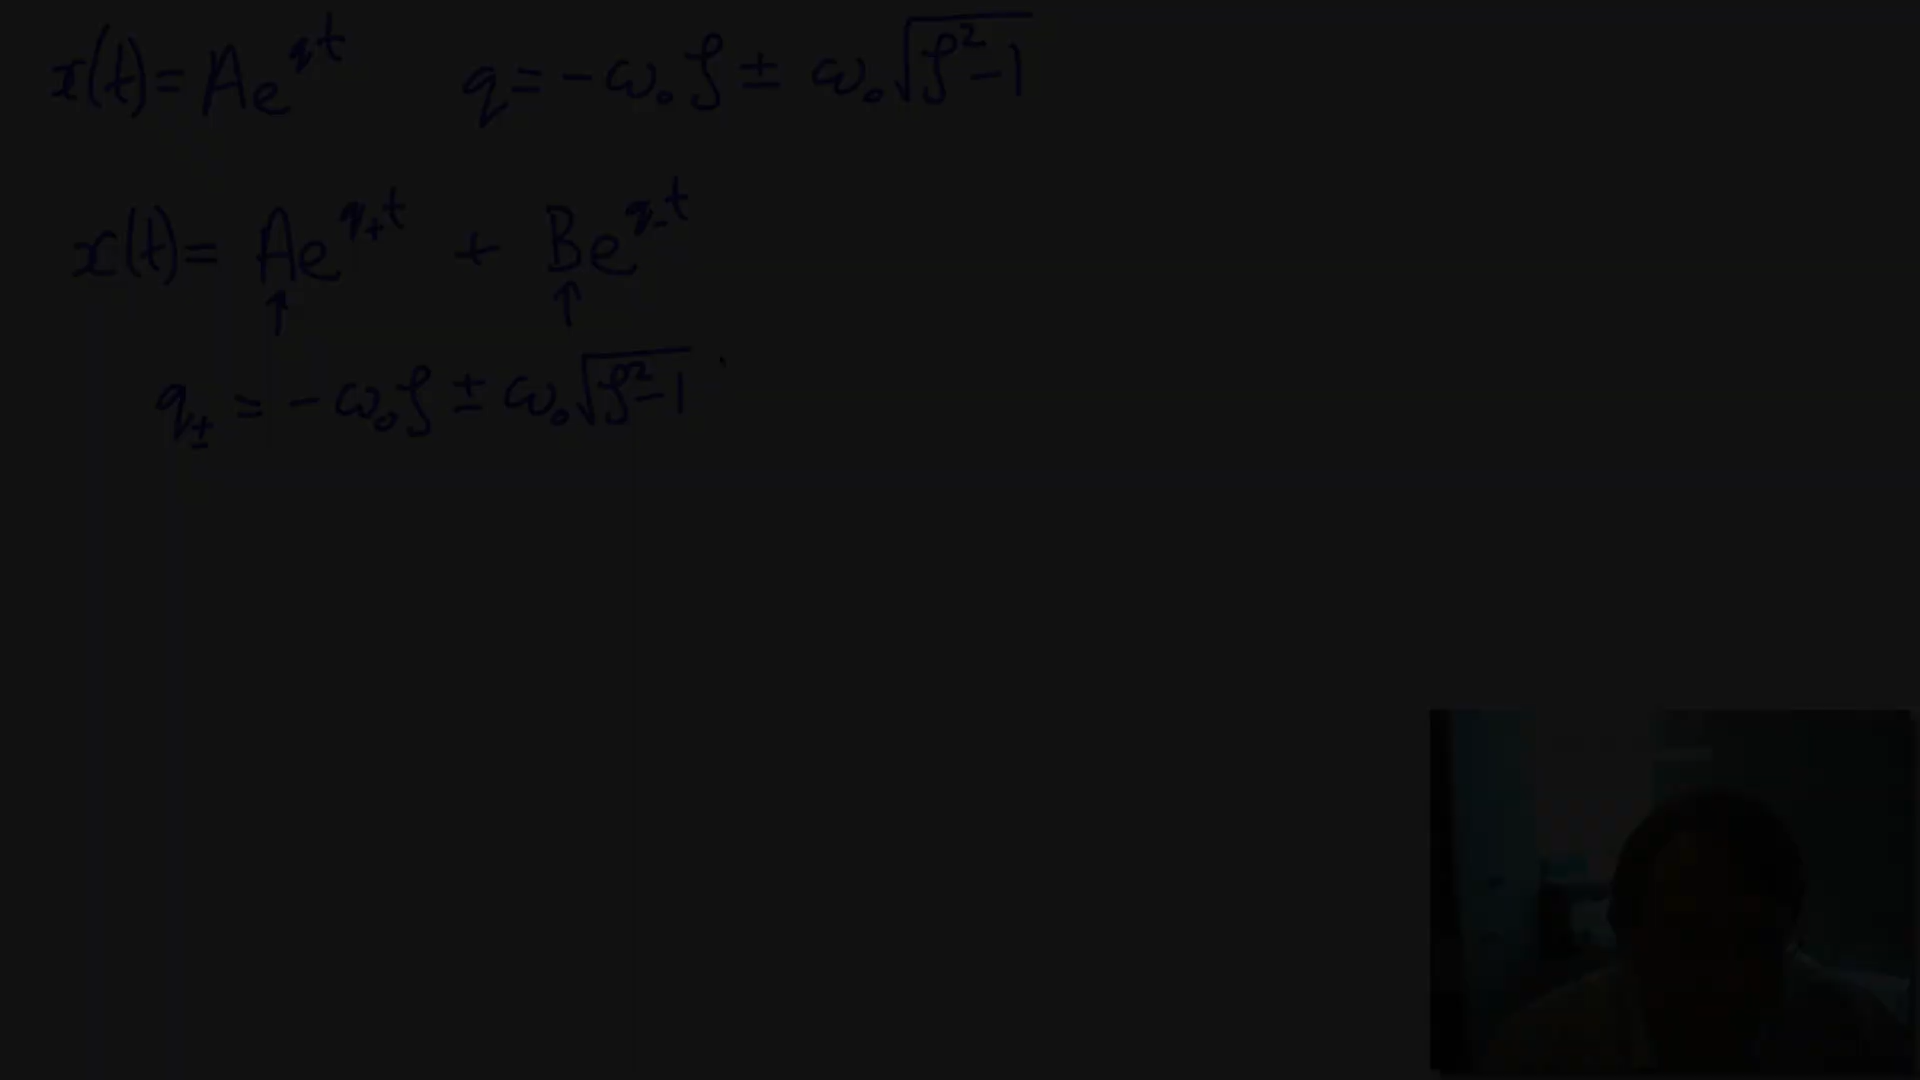 x(t) = Ae^{qt} q = -ω₀ζ ± ω₀√(ζ²-1)
x(t) = Ae^{q₊t} + Be^{q₋t}
↑ ↑
q± = -ω₀ζ ± ω₀√(ζ²-1)